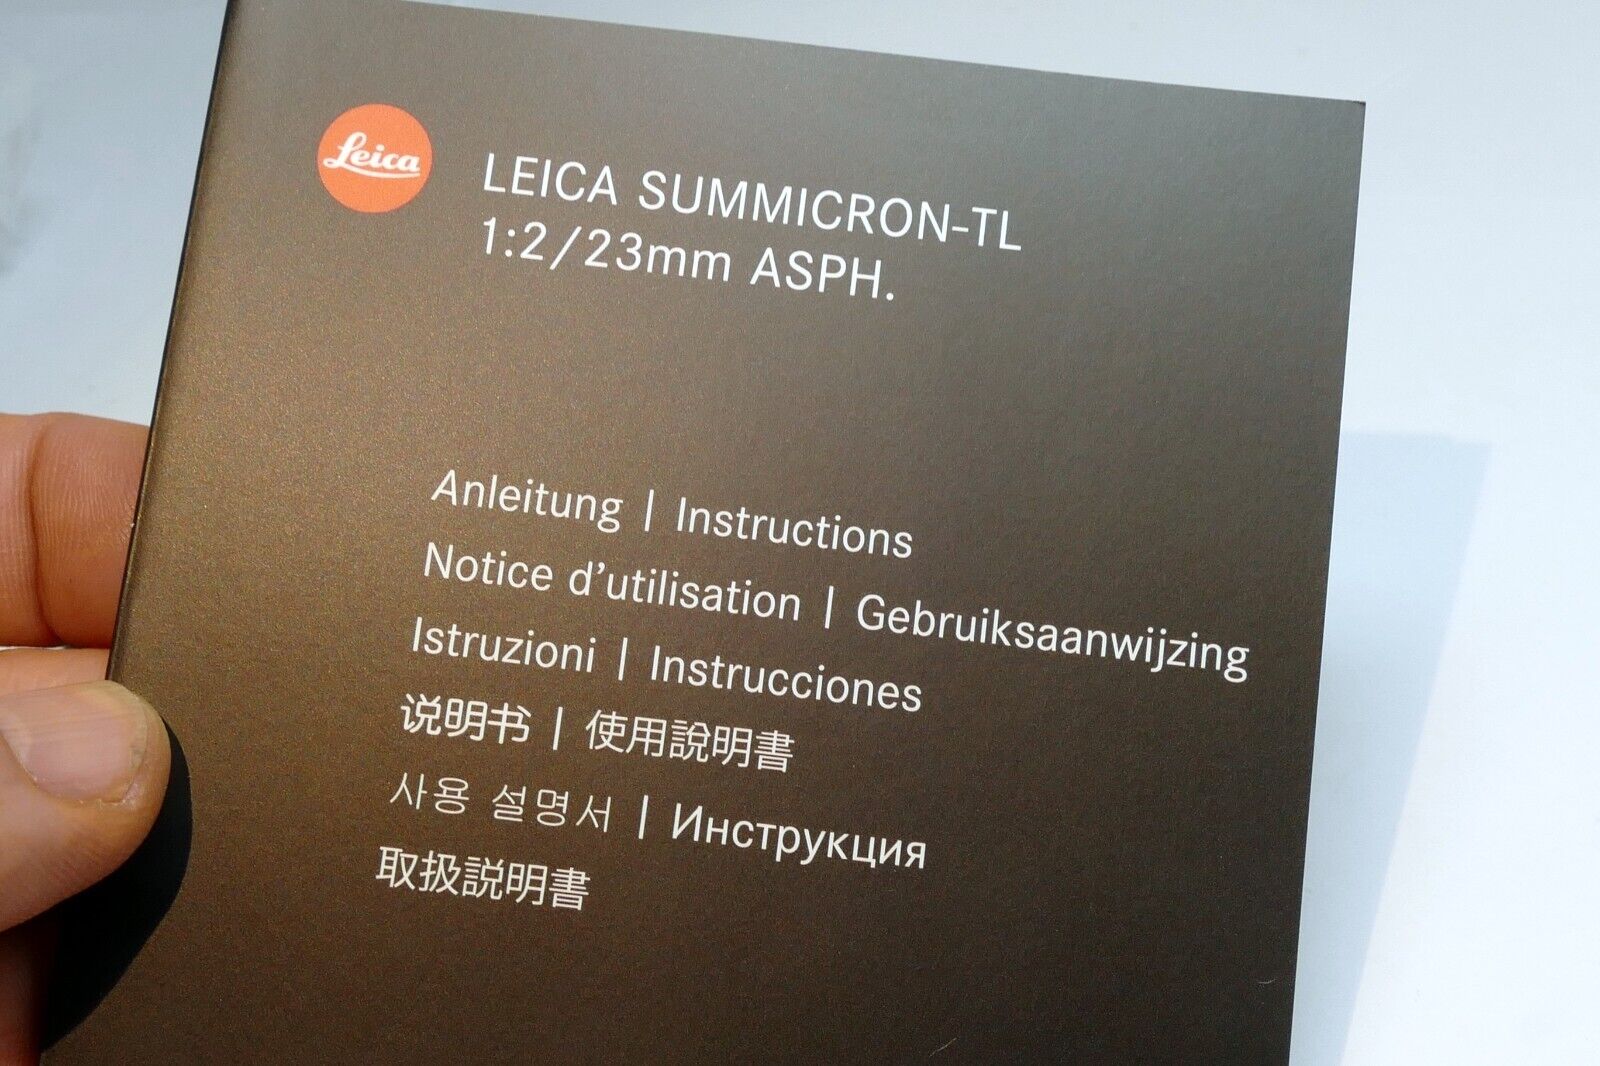 Leica
LEICA SUMMICRON-TL
1:2/23mm ASPH.
Anleitung | Instructions
Notice d’utilisation | Gebruiksaanwijzing
Istruzioni | Instrucciones
说明书 | 使用說明書
사용 설명서 | Инструкция
取扱説明書